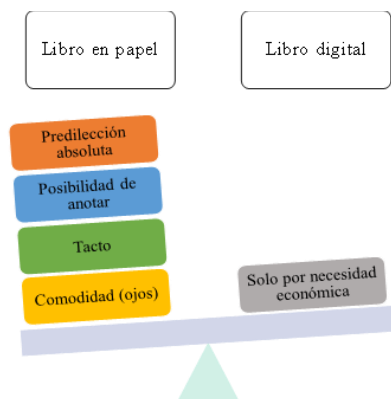 Libro en papel
Libro digital
Predilección
absoluta
Posibilidad de
anotar
Tacto
Comodidad (ojos)
Solo por necesidad
económica